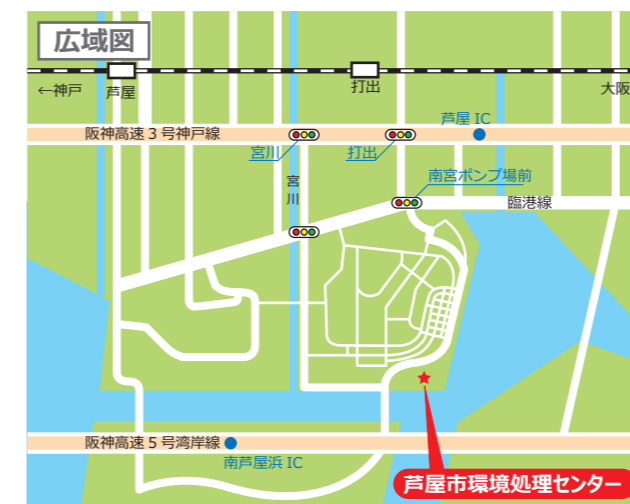 広域図
←神戸
芦屋
打出
大阪
芦屋 IC
阪神高速 3 号神戸線
宮川
打出
宮川
南宮ポンプ場前
臨港線
阪神高速 5 号湾岸線
南芦屋浜 IC
芦屋市環境処理センター